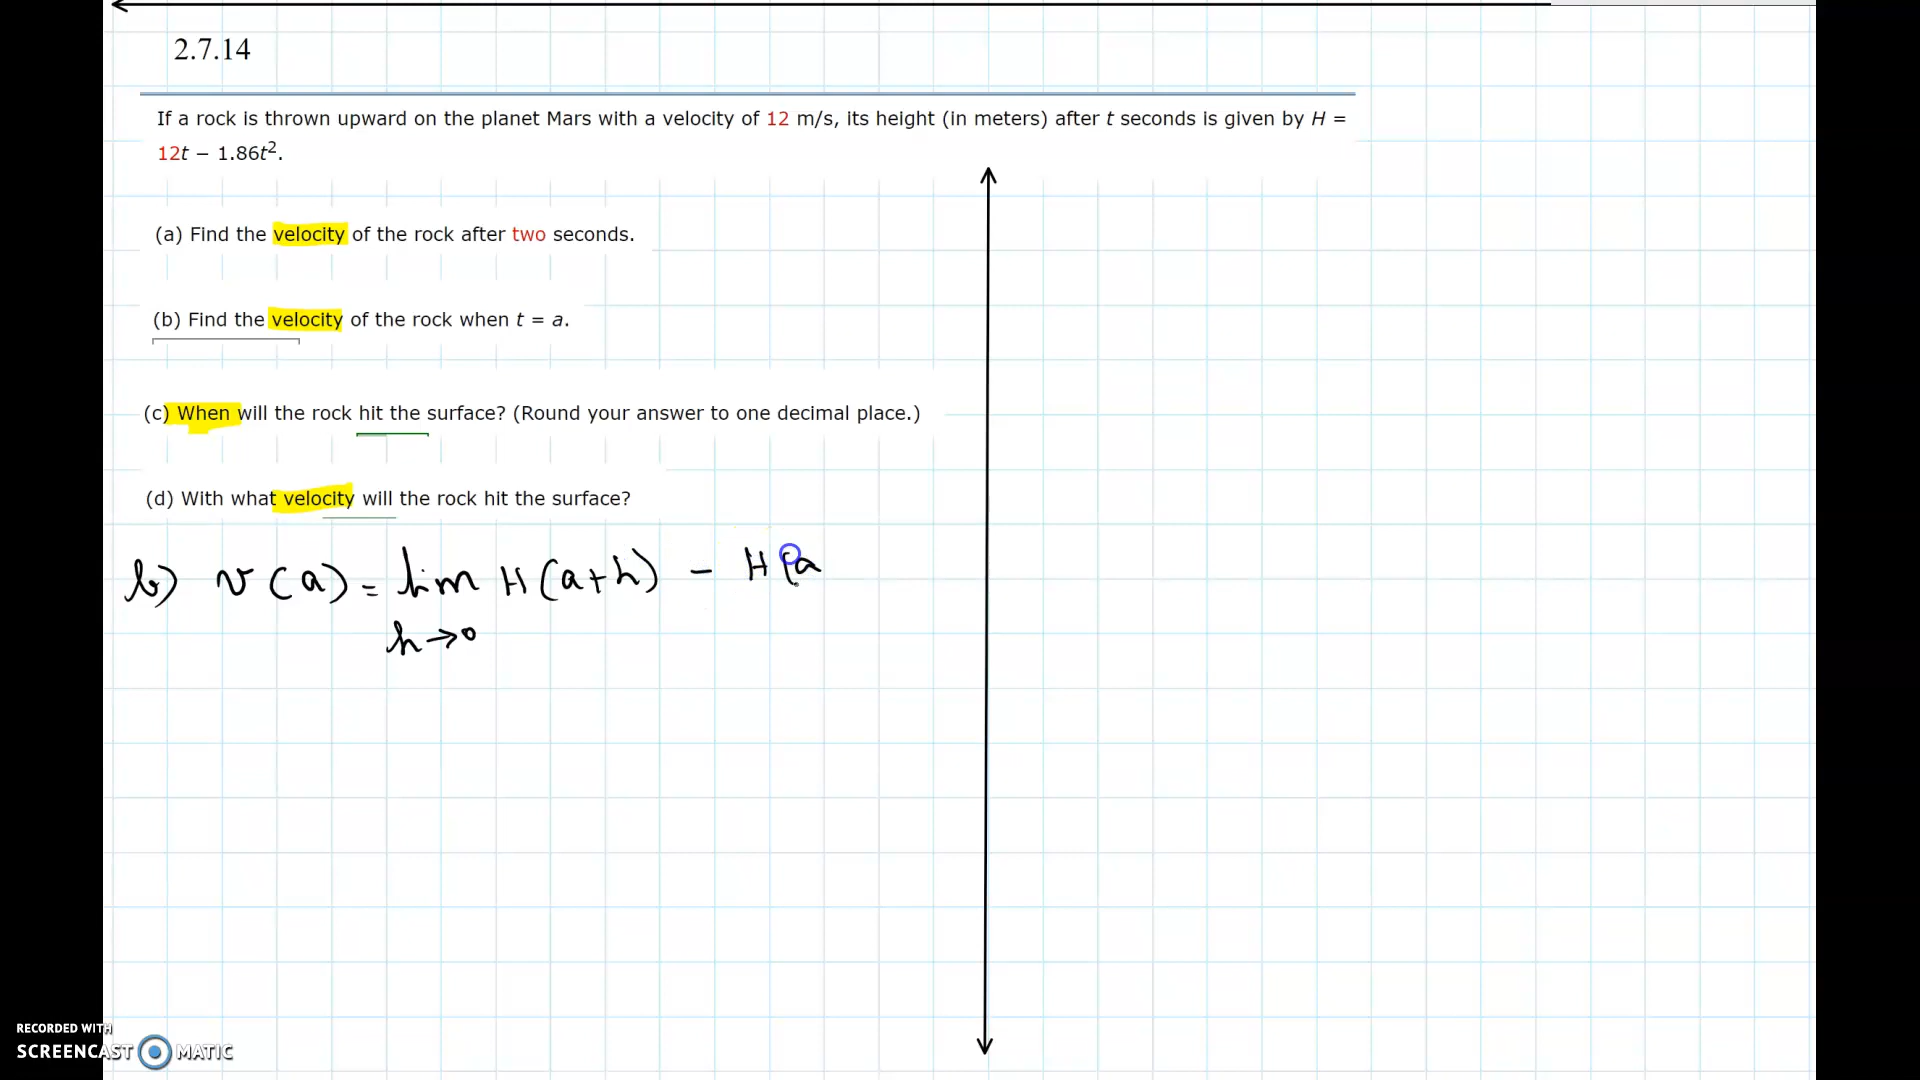 2.7.14
If a rock is thrown upward on the planet Mars with a velocity of 12 m/s, its height (in meters) after t seconds is given by H =
12t − 1.86t².
(a) Find the velocity of the rock after two seconds.
(b) Find the velocity of the rock when t = a.
(c) When will the rock hit the surface? (Round your answer to one decimal place.)
(d) With what velocity will the rock hit the surface?
b) v(a) = lim H(a+h) − H(a
h→0
RECORDED WITH
SCREENCAST MATIC